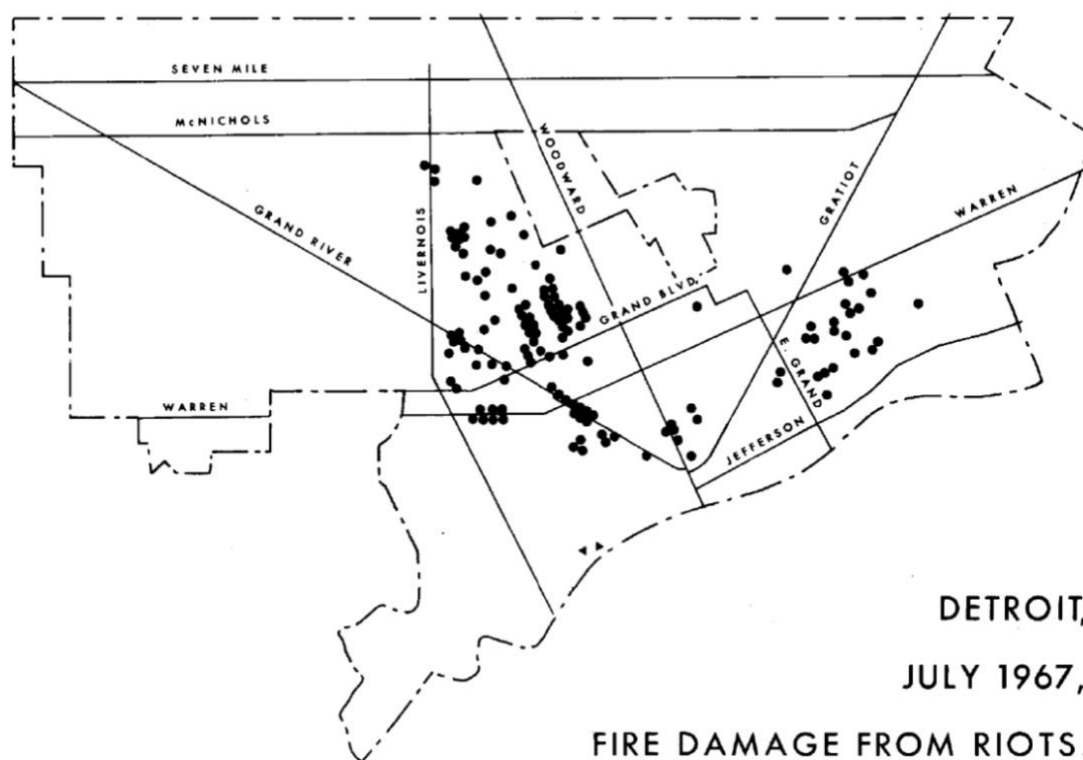 SEVEN MILE
McNICHOLS
WOODWARD
GRATIOT
WARREN
GRAND RIVER
LIVERNOIS
GRAND BLVD.
E. GRAND
WARREN
JEFFERSON
DETROIT,
JULY 1967,
FIRE DAMAGE FROM RIOTS.